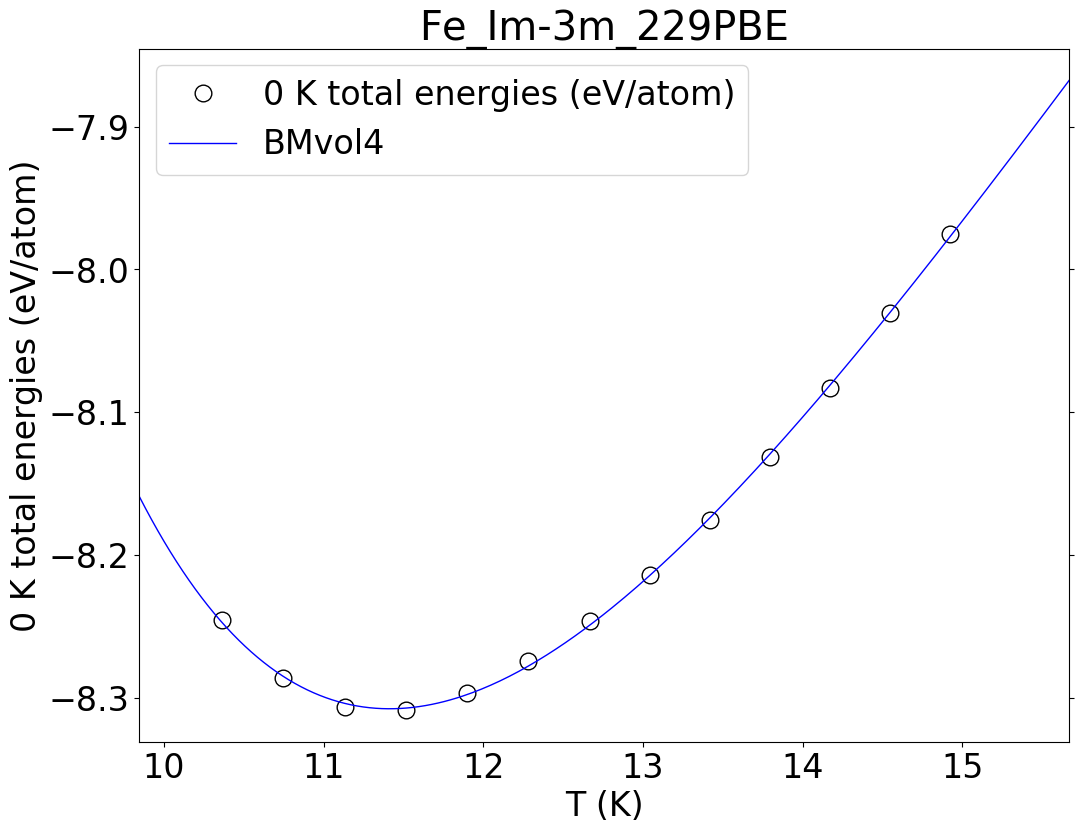 Fe_Im-3m_229PBE
0 K total energies (eV/atom)
BMvol4
0 K total energies (eV/atom)
−7.9
−8.0
−8.1
−8.2
−8.3
10 11 12 13 14 15
T (K)